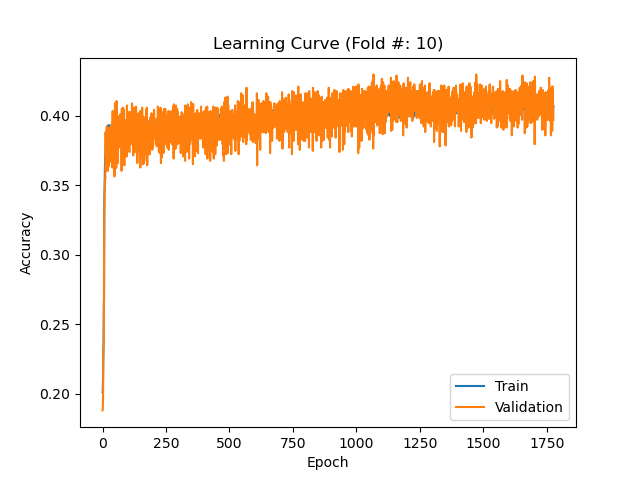 Learning Curve (Fold #: 10)
Accuracy
0.40
0.35
0.30
0.25
0.20
Train
Validation
0 250 500 750 1000 1250 1500 1750
Epoch